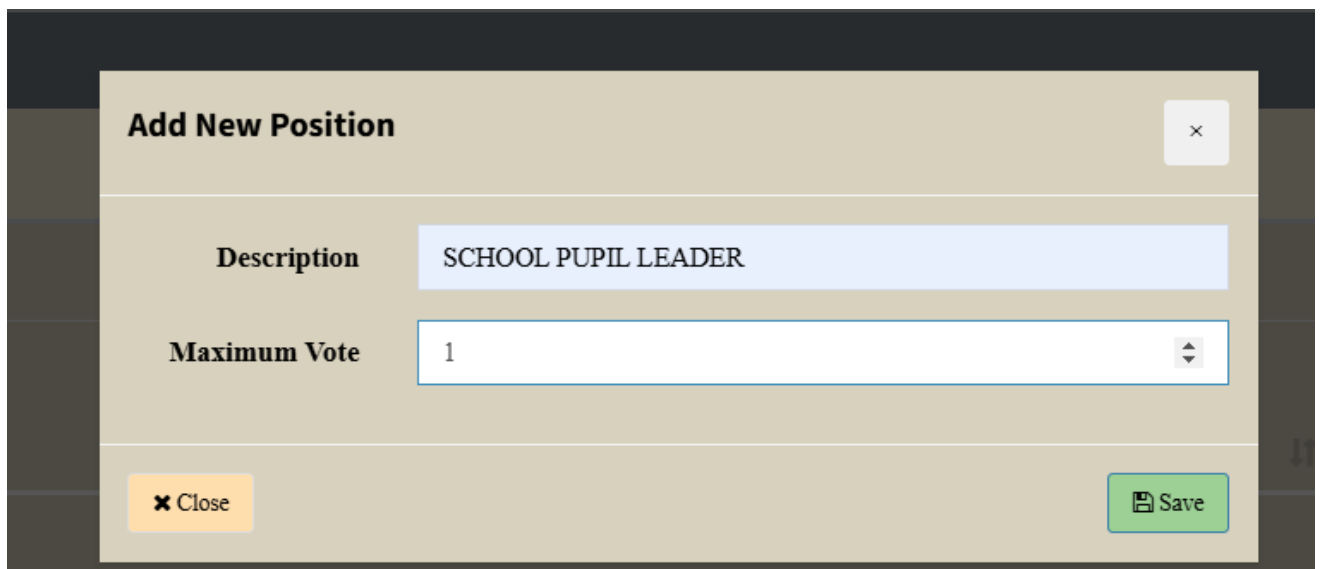 Add New Position
×
Description SCHOOL PUPIL LEADER
Maximum Vote 1
✖ Close Save